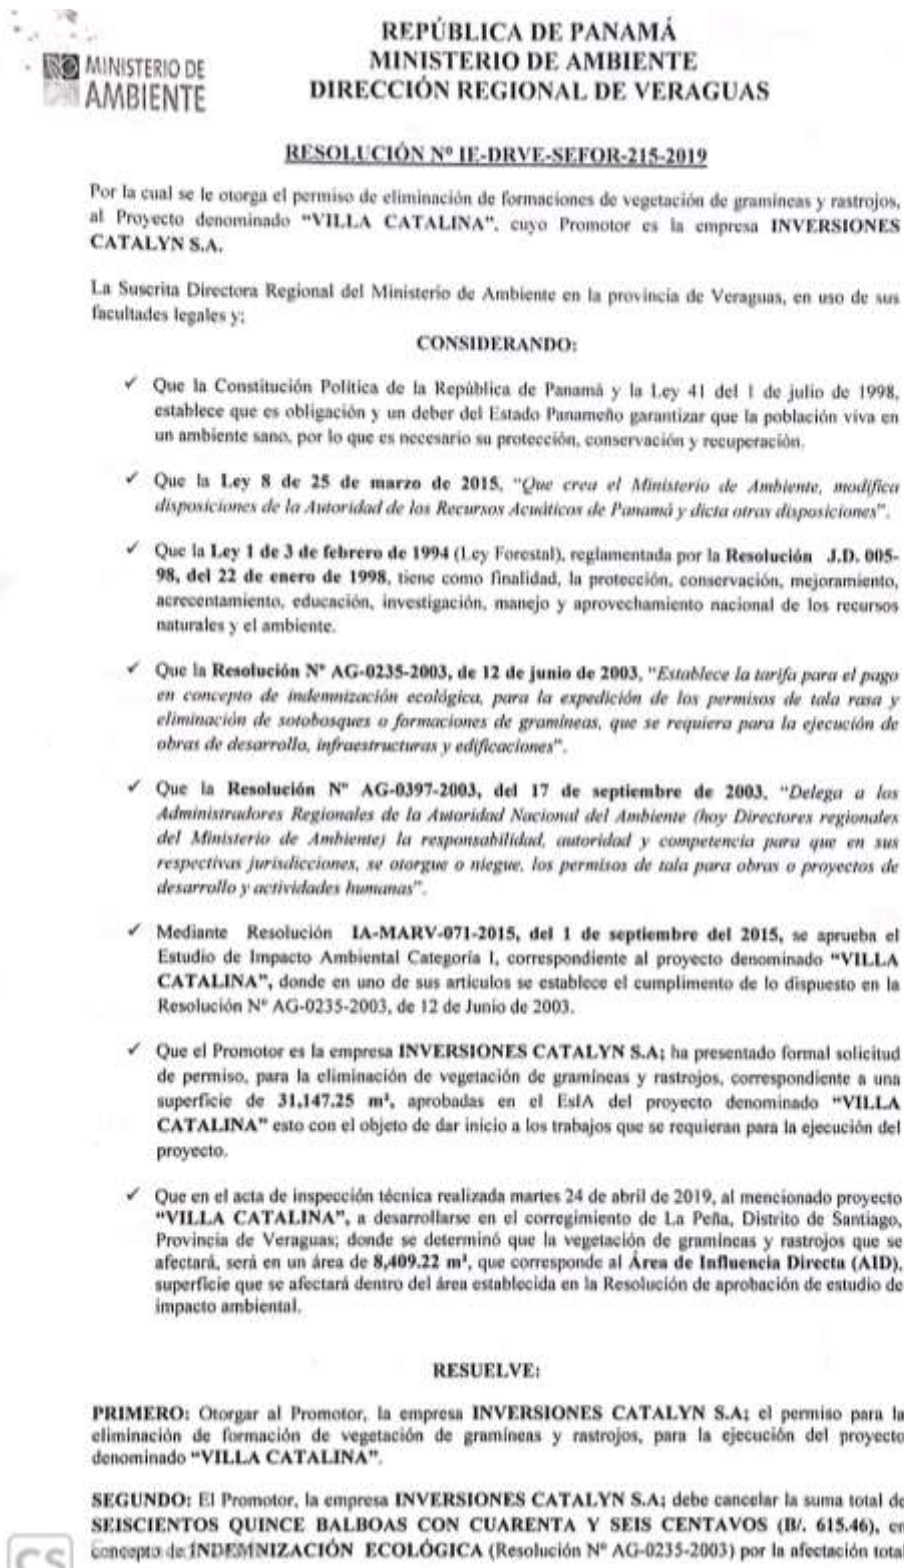 REPÚBLICA DE PANAMÁ
MINISTERIO DE AMBIENTE
DIRECCIÓN REGIONAL DE VERAGUAS
MINISTERIO DE
AMBIENTE
RESOLUCIÓN Nº IE-DRVE-SEFOR-215-2019
Por la cual se le otorga el permiso de eliminación de formaciones de vegetación de gramíneas y rastrojos,
al Proyecto denominado “VILLA CATALINA”, cuyo Promotor es la empresa INVERSIONES
CATALYN S.A.
La Suscrita Directora Regional del Ministerio de Ambiente en la provincia de Veraguas, en uso de sus
facultades legales y;
CONSIDERANDO:
✓ Que la Constitución Política de la República de Panamá y la Ley 41 del 1 de julio de 1998,
establece que es obligación y un deber del Estado Panameño garantizar que la población viva en
un ambiente sano, por lo que es necesario su protección, conservación y recuperación.
✓ Que la Ley 8 de 25 de marzo de 2015, “Que crea el Ministerio de Ambiente, modifica
disposiciones de la Autoridad de los Recursos Acuáticos de Panamá y dicta otras disposiciones”.
✓ Que la Ley 1 de 3 de febrero de 1994 (Ley Forestal), reglamentada por la Resolución J.D. 005-
98, del 22 de enero de 1998, tiene como finalidad, la protección, conservación, mejoramiento,
acrecentamiento, educación, investigación, manejo y aprovechamiento nacional de los recursos
naturales y el ambiente.
✓ Que la Resolución Nº AG-0235-2003, de 12 de junio de 2003, “Establece la tarifa para el pago
en concepto de indemnización ecológica, para la expedición de los permisos de tala rasa y
eliminación de sotobosques o formaciones de gramíneas, que se requiera para la ejecución de
obras de desarrollo, infraestructuras y edificaciones”.
✓ Que la Resolución Nº AG-0397-2003, del 17 de septiembre de 2003, “Delega a los
Administradores Regionales de la Autoridad Nacional del Ambiente (hoy Directores regionales
del Ministerio de Ambiente) la responsabilidad, autoridad y competencia para que en sus
respectivas jurisdicciones, se otorgue o niegue, los permisos de tala para obras o proyectos de
desarrollo y actividades humanas”.
✓ Mediante Resolución IA-MARV-071-2015, del 1 de septiembre del 2015, se aprueba el
Estudio de Impacto Ambiental Categoría I, correspondiente al proyecto denominado “VILLA
CATALINA”, donde en uno de sus artículos se establece el cumplimento de lo dispuesto en la
Resolución Nº AG-0235-2003, de 12 de Junio de 2003.
✓ Que el Promotor es la empresa INVERSIONES CATALYN S.A; ha presentado formal solicitud
de permiso, para la eliminación de vegetación de gramíneas y rastrojos, correspondiente a una
superficie de 31,147.25 m², aprobadas en el EsIA del proyecto denominado “VILLA
CATALINA” esto con el objeto de dar inicio a los trabajos que se requieran para la ejecución del
proyecto.
✓ Que en el acta de inspección técnica realizada martes 24 de abril de 2019, al mencionado proyecto
“VILLA CATALINA”, a desarrollarse en el corregimiento de La Peña, Distrito de Santiago,
Provincia de Veraguas; donde se determinó que la vegetación de gramíneas y rastrojos que se
afectará, será en un área de 8,409.22 m², que corresponde al Área de Influencia Directa (AID),
superficie que se afectará dentro del área establecida en la Resolución de aprobación de estudio de
impacto ambiental.
RESUELVE:
PRIMERO: Otorgar al Promotor, la empresa INVERSIONES CATALYN S.A; el permiso para la
eliminación de formación de vegetación de gramíneas y rastrojos, para la ejecución del proyecto
denominado “VILLA CATALINA”.
SEGUNDO: El Promotor, la empresa INVERSIONES CATALYN S.A; debe cancelar la suma total de
SEISCIENTOS QUINCE BALBOAS CON CUARENTA Y SEIS CENTAVOS (B/. 615.46), en
concepto de INDEMNIZACIÓN ECOLÓGICA (Resolución Nº AG-0235-2003) por la afectación total
CS